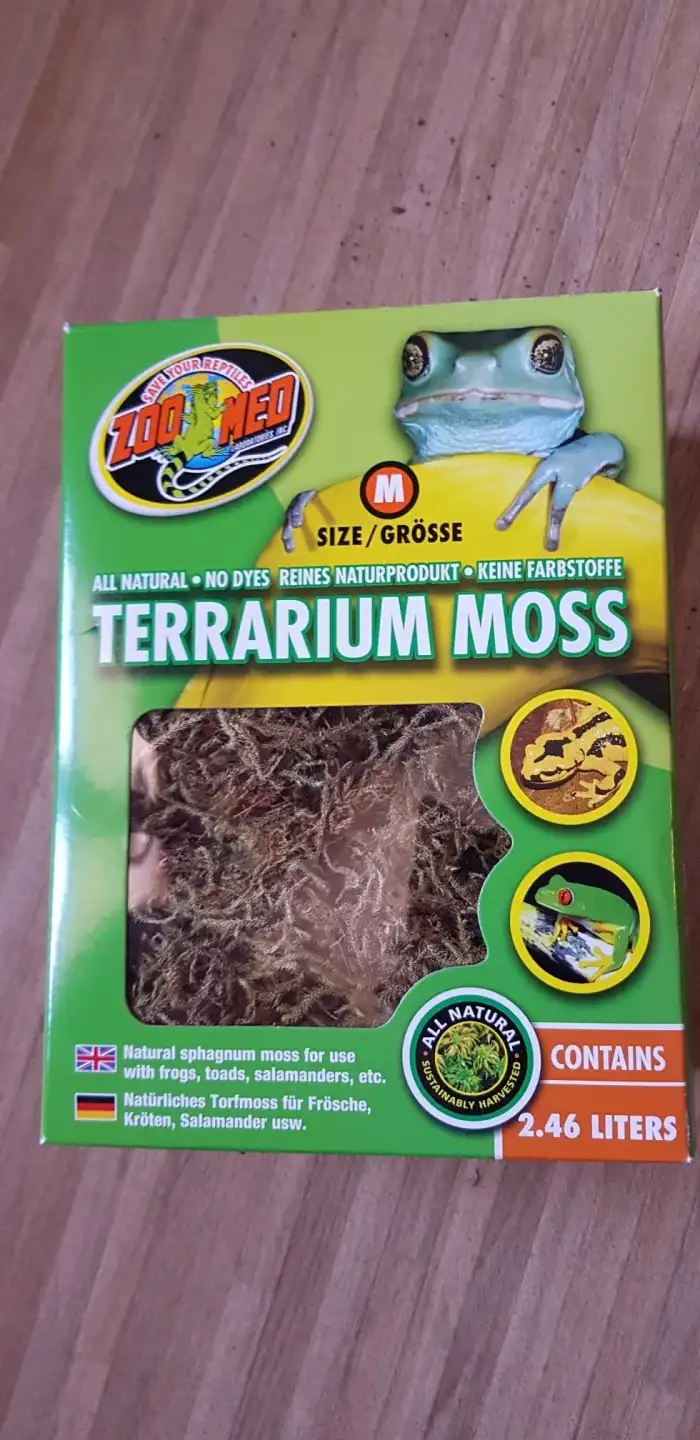 SAVE YOUR REPTILES
ZOO MED
LABORATORIES, INC
M
SIZE/GRÖSSE
ALL NATURAL • NO DYES REINES NATURPRODUKT • KEINE FARBSTOFFE
TERRARIUM MOSS
Natural sphagnum moss for use
with frogs, toads, salamanders, etc.
Natürliches Torfmoss für Frösche,
Kröten, Salamander usw.
ALL NATURAL
SUSTAINABLY HARVESTED
CONTAINS
2.46 LITERS